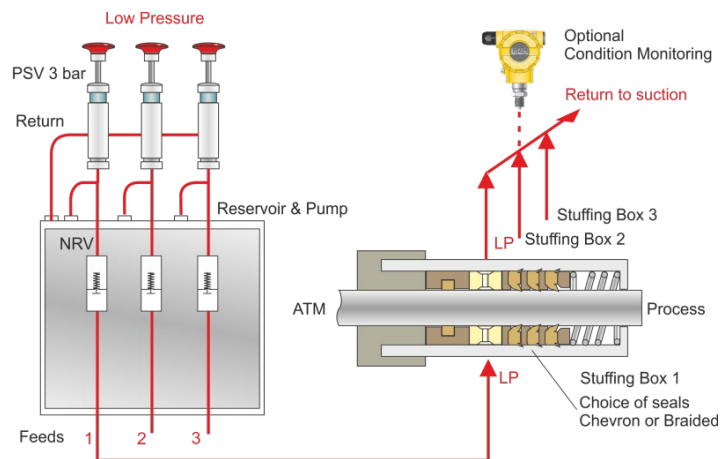 Low Pressure
PSV 3 bar
Return
Reservoir & Pump
NRV
Feeds
1
2
3
Optional
Condition Monitoring
Return to suction
Stuffing Box 3
LP
Stuffing Box 2
ATM
Process
LP
Stuffing Box 1
Choice of seals
Chevron or Braided